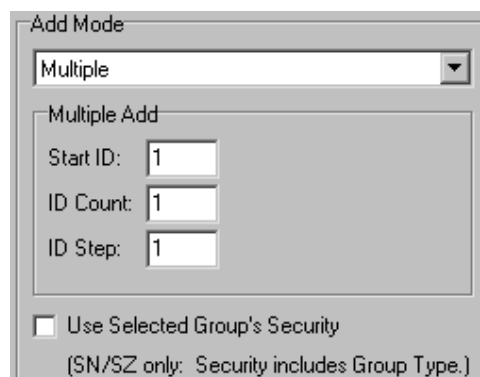 Add Mode
Multiple
Multiple Add
Start ID: 1
ID Count: 1
ID Step: 1
Use Selected Group's Security
(SN/SZ only: Security includes Group Type.)